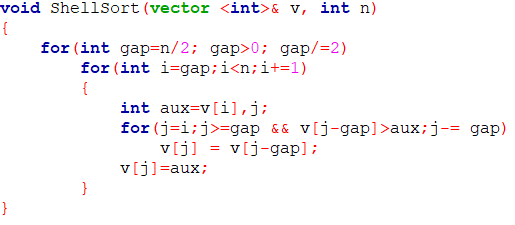 void ShellSort(vector <int>& v, int n)
{
    for(int gap=n/2; gap>0; gap/=2)
        for(int i=gap;i<n;i+=1)
        {
            int aux=v[i],j;
            for(j=i;j>=gap && v[j-gap]>aux;j-= gap)
                v[j] = v[j-gap];
            v[j]=aux;
        }
}